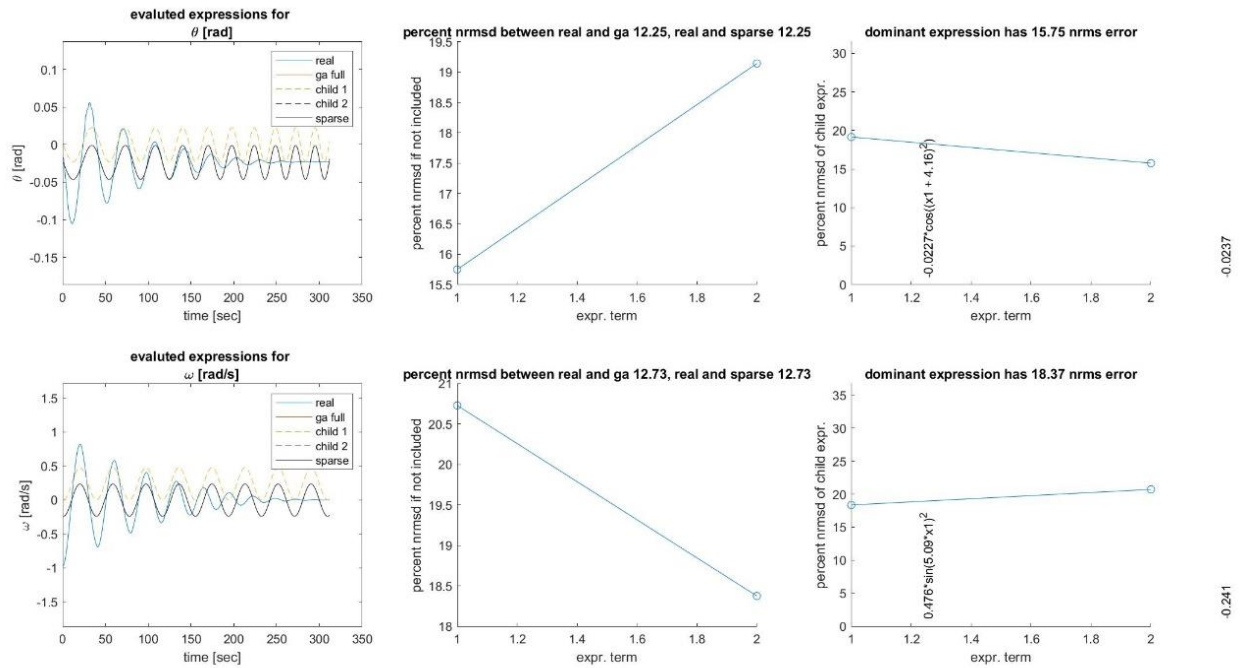 evaluted expressions for
θ [rad]
0.1
0.05
0
-0.05
-0.1
-0.15
θ [rad]
0
50
100
150
200
250
300
350
time [sec]
real
ga full
child 1
child 2
sparse
percent nrmsd between real and ga 12.25, real and sparse 12.25
19.5
19
18.5
18
17.5
17
16.5
16
15.5
percent nrmsd if not included
1
1.2
1.4
1.6
1.8
2
expr. term
dominant expression has 15.75 nrms error
30
25
20
15
10
5
0
percent nrmsd of child expr.
-0.0227*cos((x1 + 4.16)^2)
-0.0237
1
1.2
1.4
1.6
1.8
2
expr. term
evaluted expressions for
ω [rad/s]
1.5
1
0.5
0
-0.5
-1
-1.5
ω [rad/s]
0
50
100
150
200
250
300
350
time [sec]
real
ga full
child 1
child 2
sparse
percent nrmsd between real and ga 12.73, real and sparse 12.73
21
20.5
20
19.5
19
18.5
18
percent nrmsd if not included
1
1.2
1.4
1.6
1.8
2
expr. term
dominant expression has 18.37 nrms error
35
30
25
20
15
10
5
0
percent nrmsd of child expr.
0.476*sin(5.09*x1)^2
-0.241
1
1.2
1.4
1.6
1.8
2
expr. term